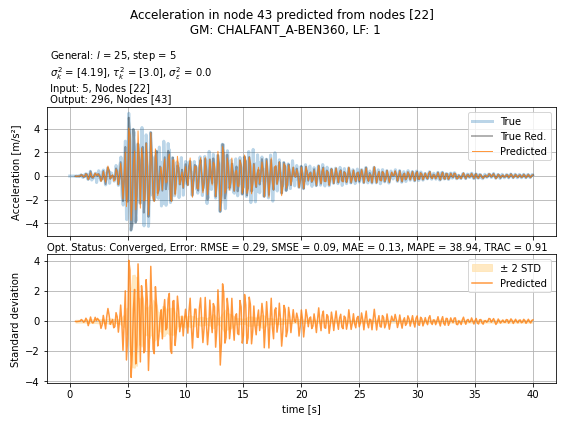 Acceleration in node 43 predicted from nodes [22]
GM: CHALFANT_A-BEN360, LF: 1
General: l = 25, step = 5
σ²ₖ = [4.19], τ²ₖ = [3.0], σ²ε = 0.0
Input: 5, Nodes [22]
Output: 296, Nodes [43]
Acceleration [m/s²]
4
2
0
−2
−4
True
True Red.
Predicted
Opt. Status: Converged, Error: RMSE = 0.29, SMSE = 0.09, MAE = 0.13, MAPE = 38.94, TRAC = 0.91
Standard deviation
4
2
0
−2
−4
± 2 STD
Predicted
0 5 10 15 20 25 30 35 40
time [s]